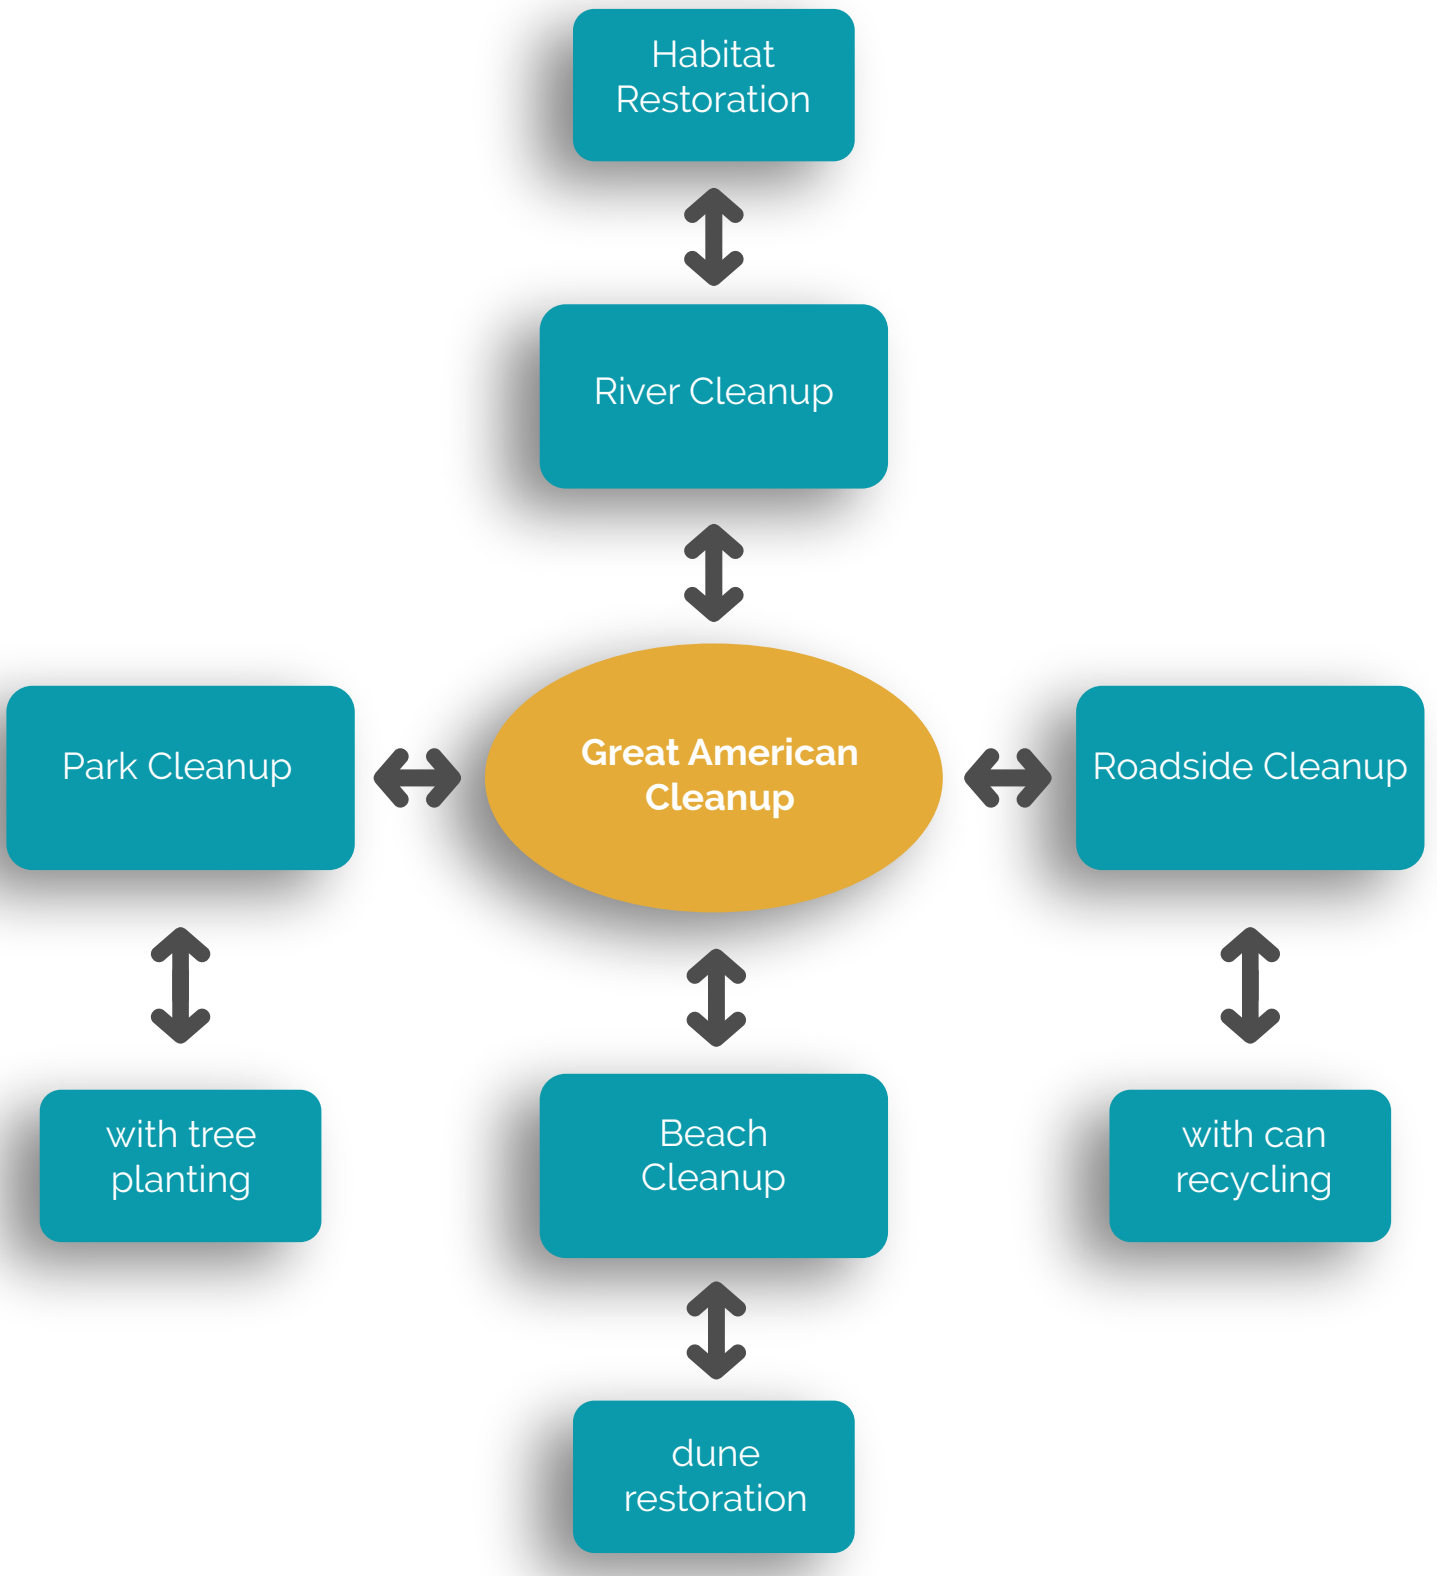 Habitat
Restoration
River Cleanup
Park Cleanup
Great American
Cleanup
Roadside Cleanup
with tree
planting
Beach
Cleanup
with can
recycling
dune
restoration